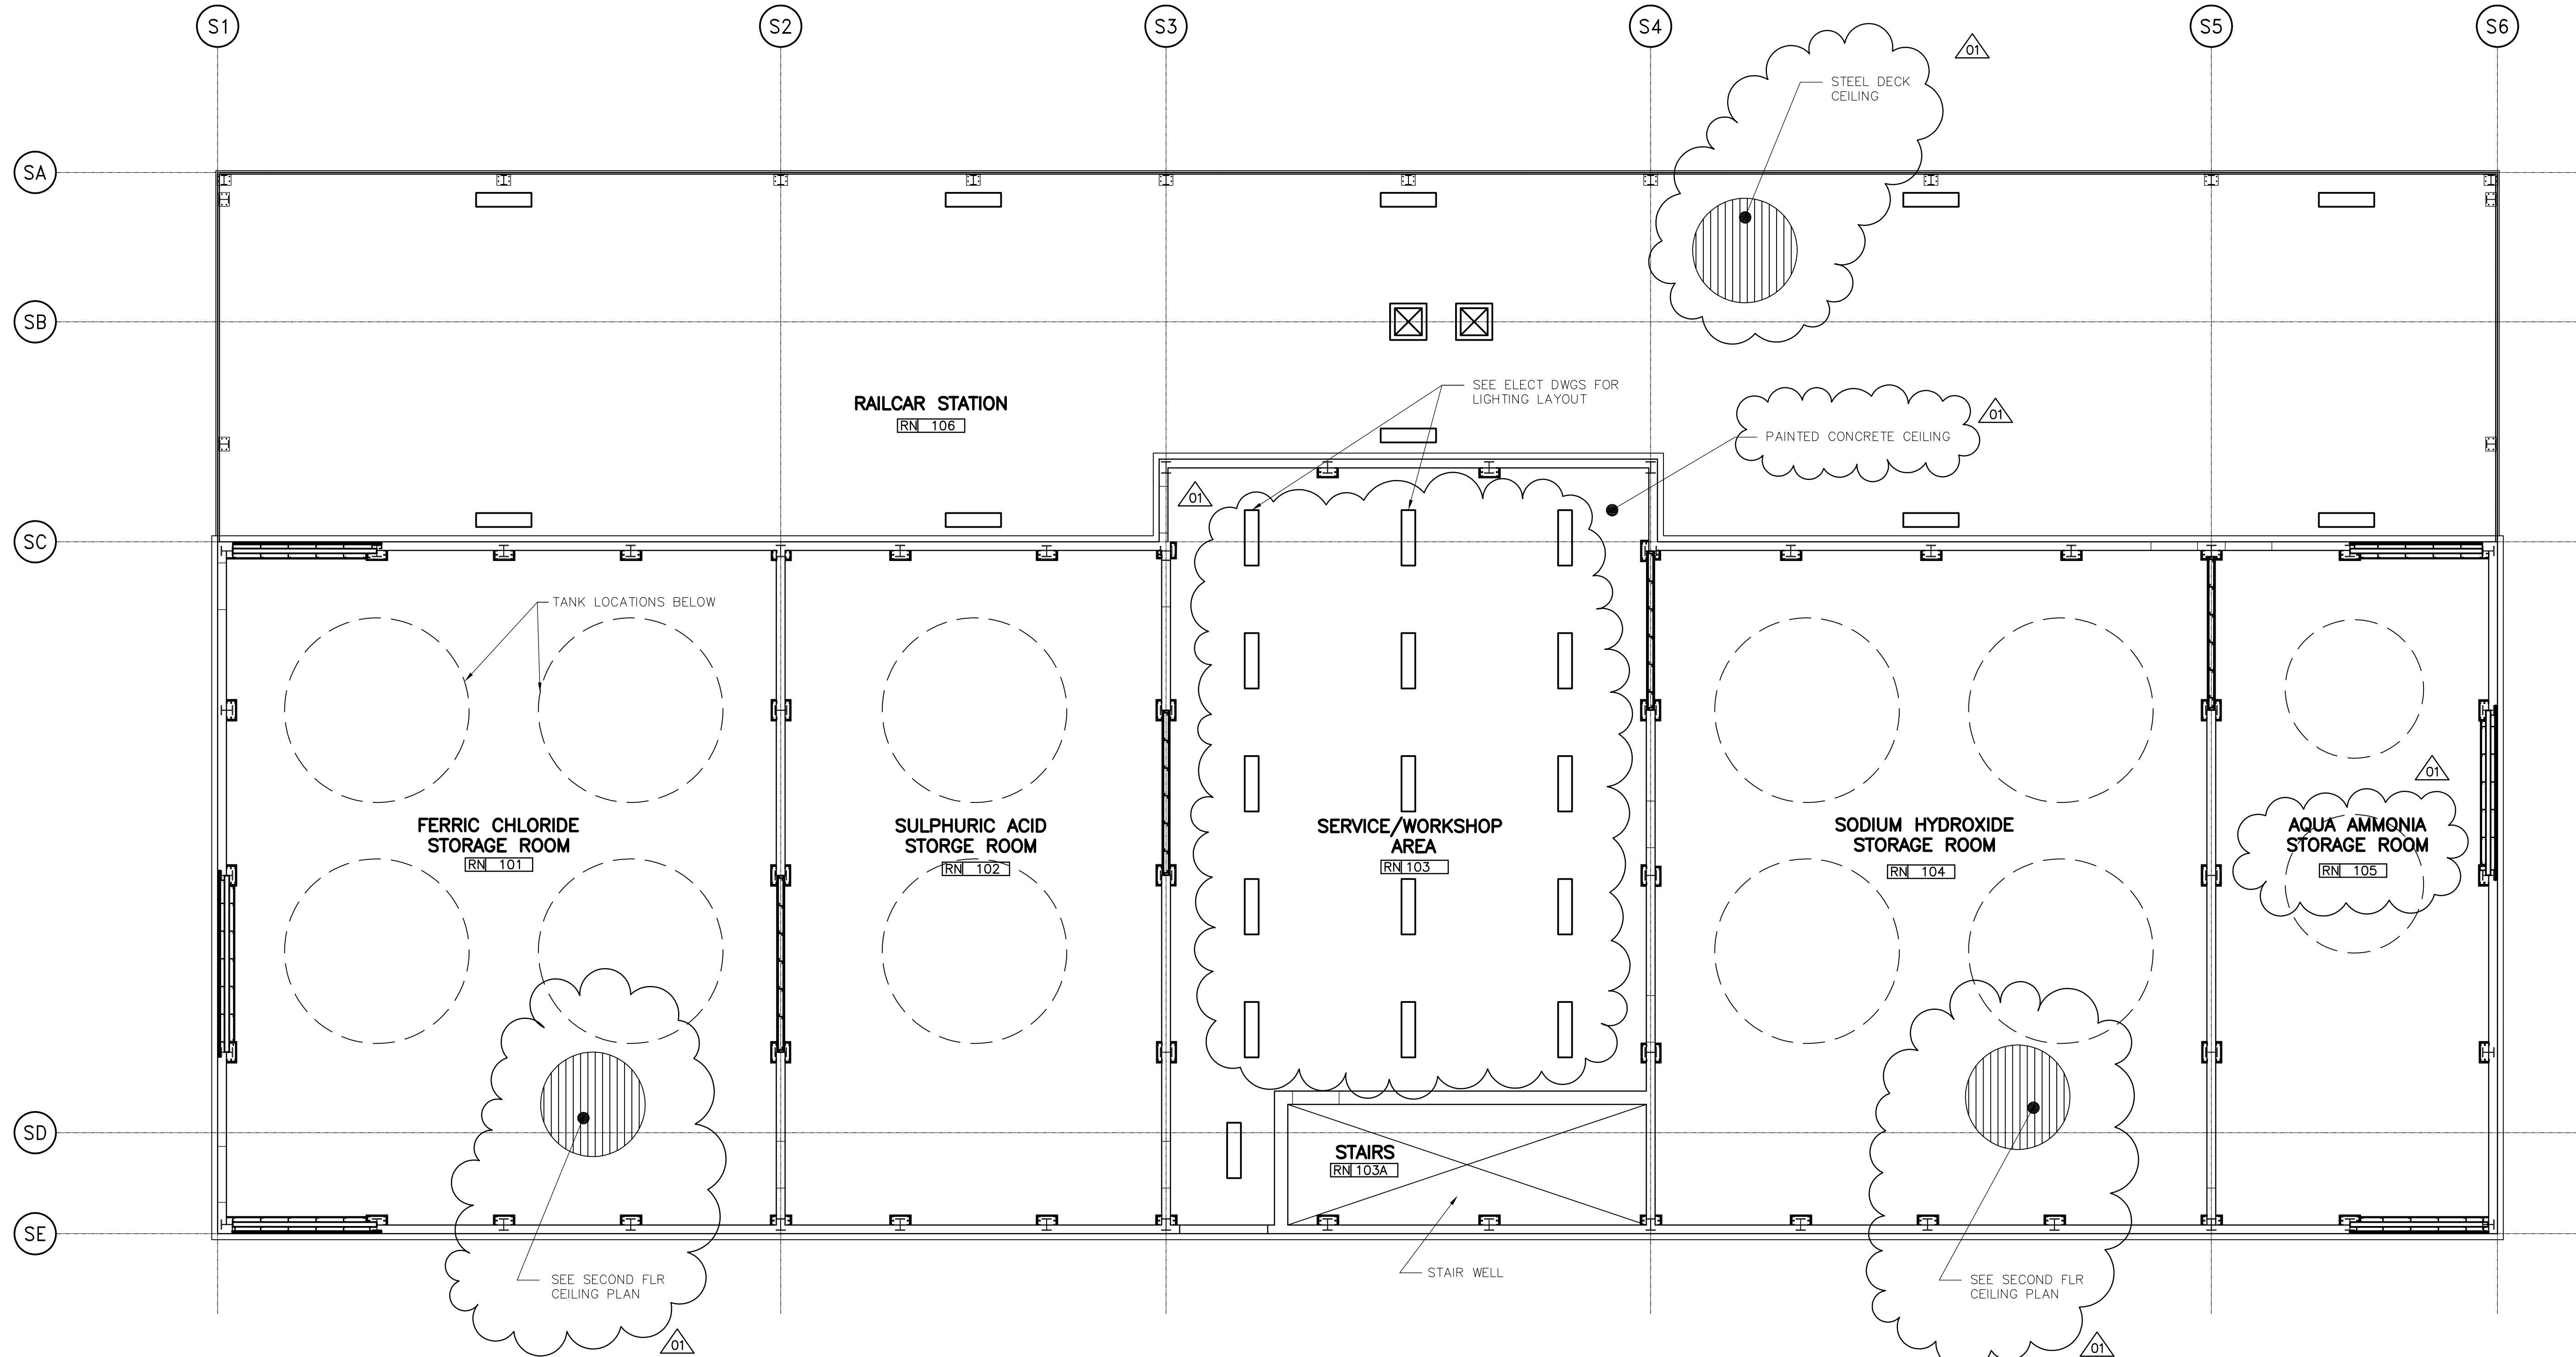 S1
S2
S3
S4
S5
S6
01
STEEL DECK
CEILING
SA
SB
SEE ELECT DWGS FOR
LIGHTING LAYOUT
RAILCAR STATION
RN 106
01
PAINTED CONCRETE CEILING
01
SC
TANK LOCATIONS BELOW
01
FERRIC CHLORIDE
STORAGE ROOM
RN 101
SULPHURIC ACID
STORGE ROOM
RN 102
SERVICE/WORKSHOP
AREA
RN 103
SODIUM HYDROXIDE
STORAGE ROOM
RN 104
AQUA AMMONIA
STORAGE ROOM
RN 105
SD
STAIRS
RN 103A
SE
SEE SECOND FLR
CEILING PLAN
STAIR WELL
SEE SECOND FLR
CEILING PLAN
01
01